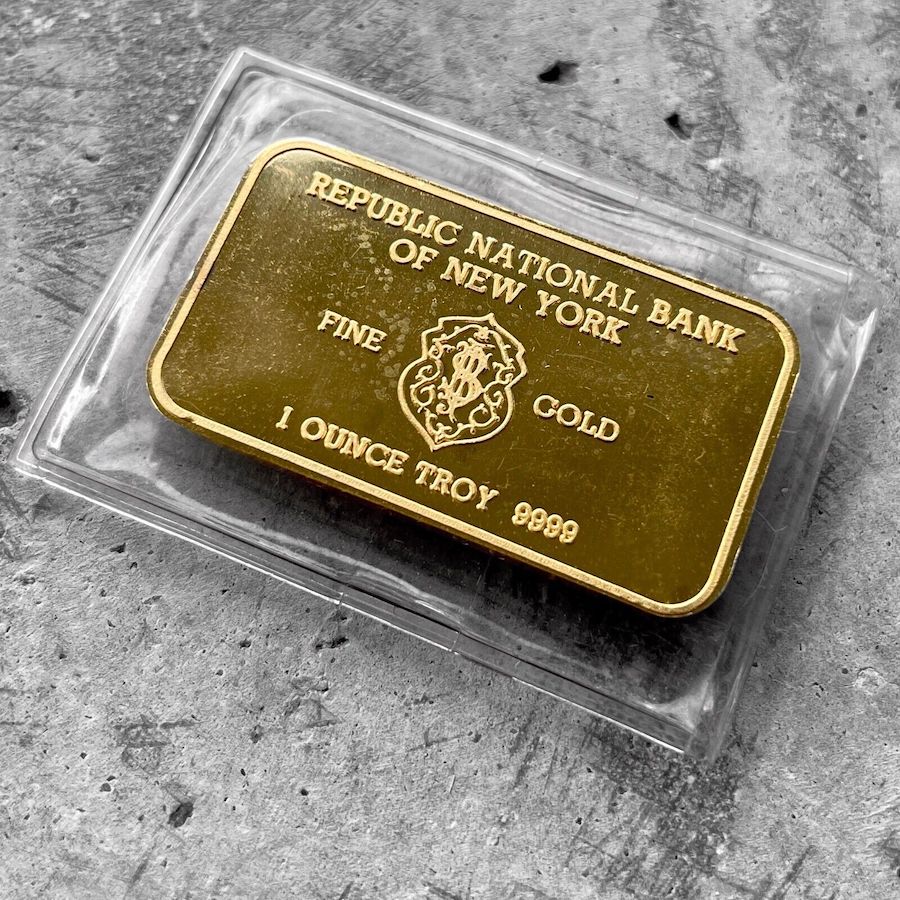 REPUBLIC NATIONAL BANK
OF NEW YORK
FINE
GOLD
1 OUNCE TROY 9999